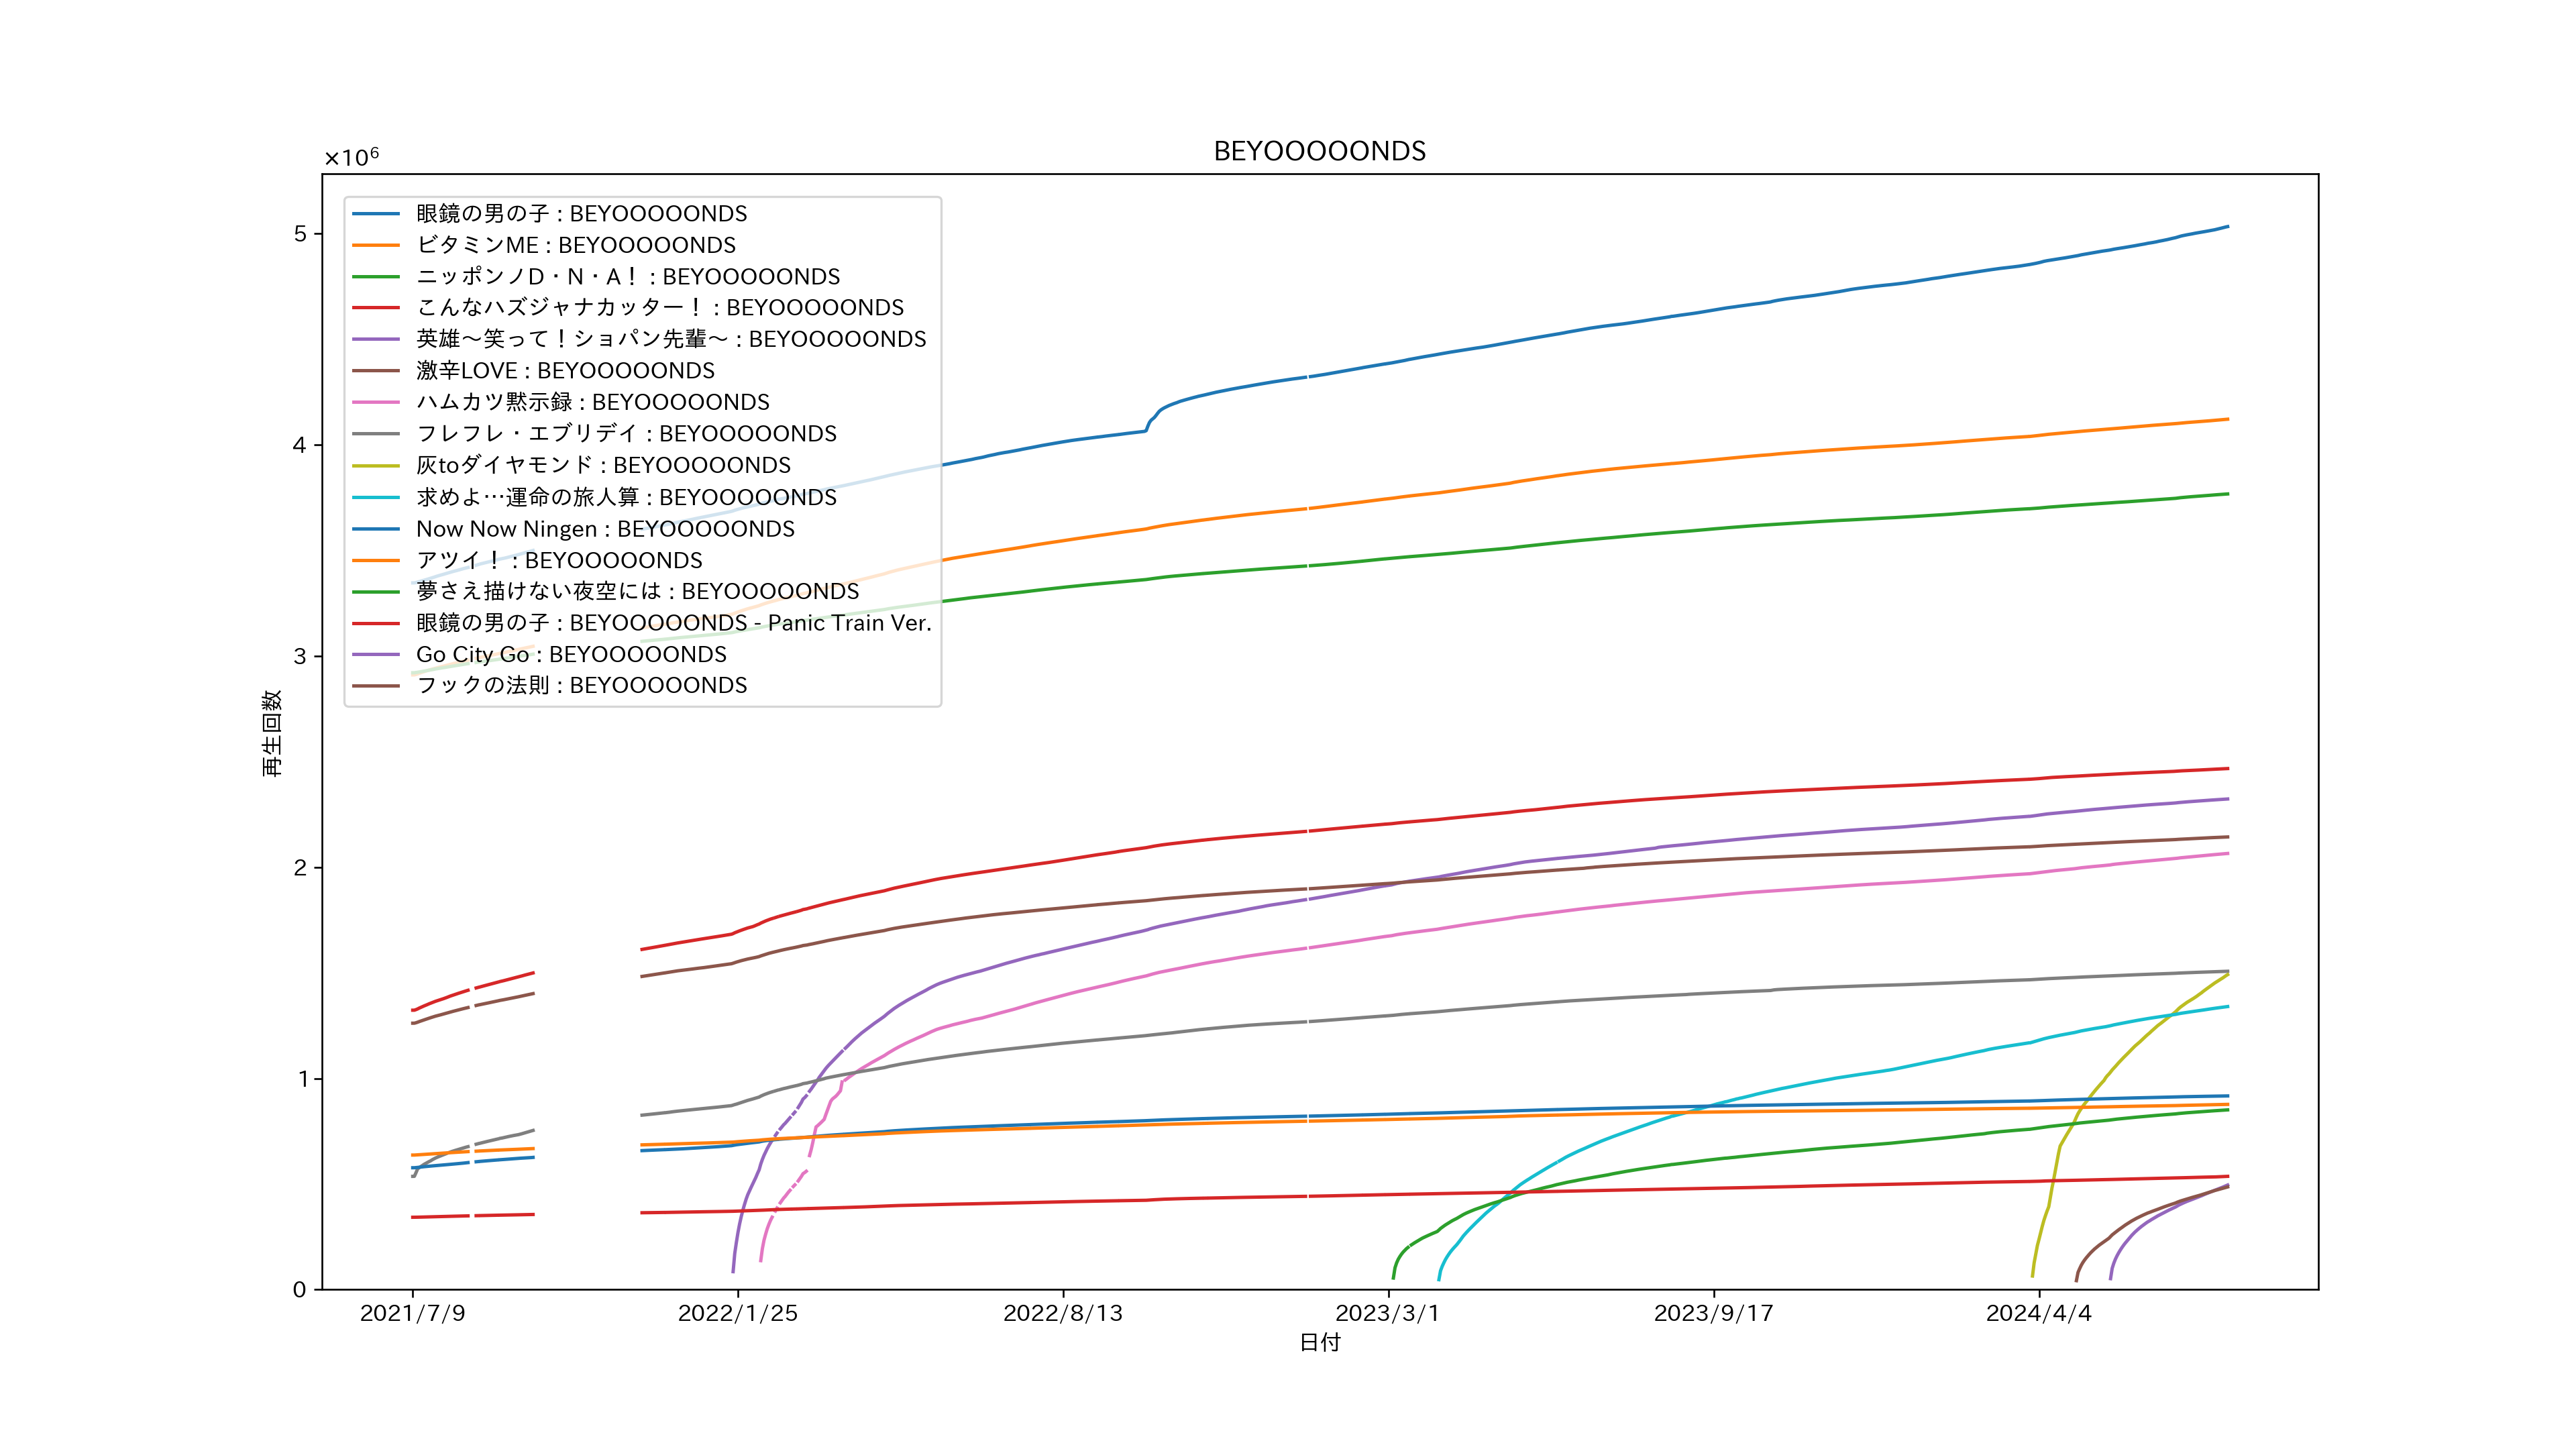 BEYOOOOONDS
×10⁶
眼鏡の男の子 : BEYOOOOONDS
ビタミンME : BEYOOOOONDS
ニッポンノD・N・A！ : BEYOOOOONDS
こんなハズジャナカッター！ : BEYOOOOONDS
英雄～笑って！ショパン先輩～ : BEYOOOOONDS
激辛LOVE : BEYOOOOONDS
ハムカツ黙示録 : BEYOOOOONDS
フレフレ・エブリデイ : BEYOOOOONDS
灰toダイヤモンド : BEYOOOOONDS
求めよ…運命の旅人算 : BEYOOOOONDS
Now Now Ningen : BEYOOOOONDS
アツイ！ : BEYOOOOONDS
夢さえ描けない夜空には : BEYOOOOONDS
眼鏡の男の子 : BEYOOOOONDS - Panic Train Ver.
Go City Go : BEYOOOOONDS
フックの法則 : BEYOOOOONDS
5
4
3
2
1
0
再生回数
2021/7/9 2022/1/25 2022/8/13 2023/3/1 2023/9/17 2024/4/4
日付